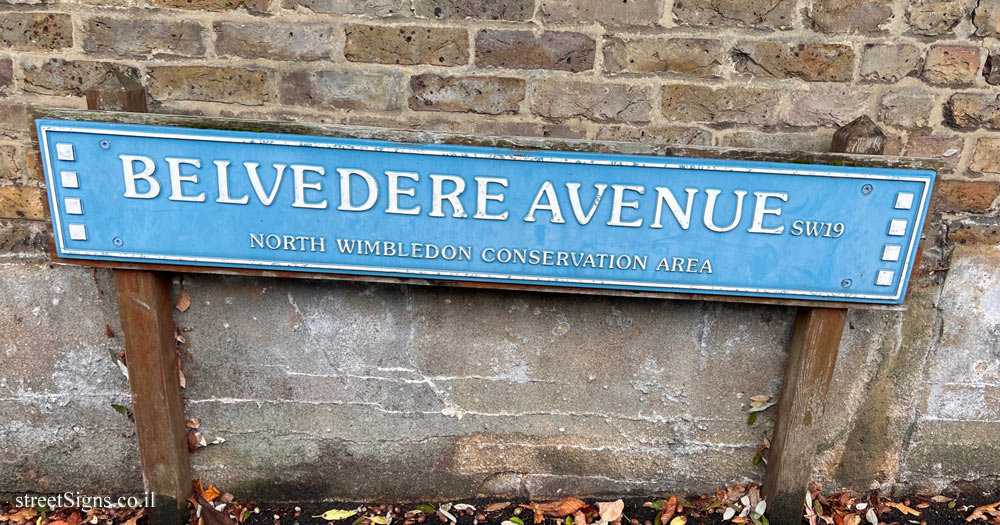 BELVEDERE AVENUE SW19
NORTH WIMBLEDON CONSERVATION AREA
streetSigns.co.il